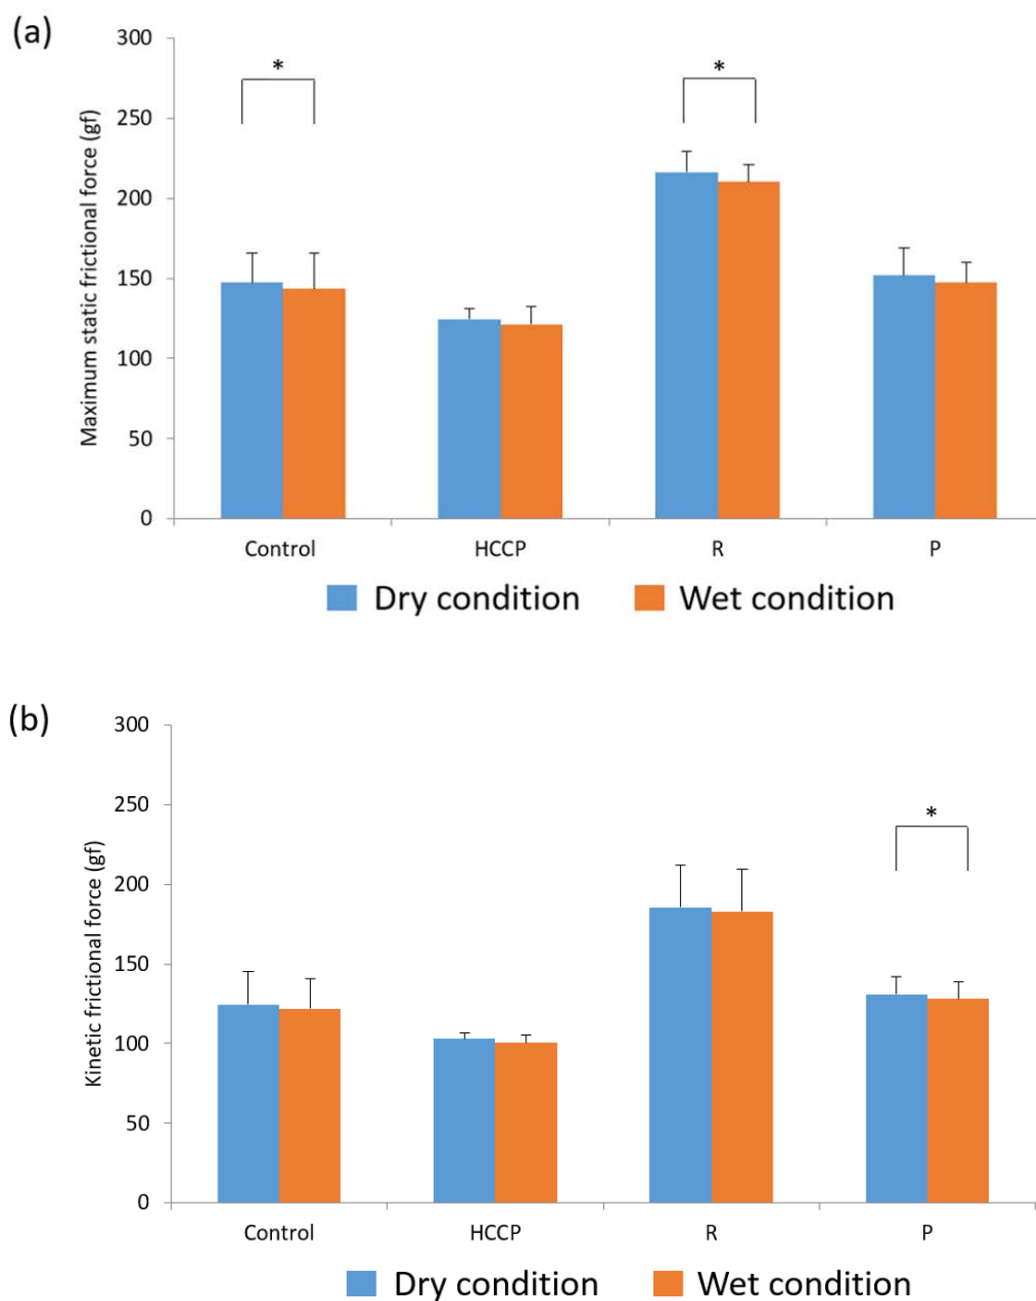 (a)
Maximum static frictional force (gf)
300
250
200
150
100
50
0
*
*
Control HCCP R P
Dry condition Wet condition
(b)
Kinetic frictional force (gf)
300
250
200
150
100
50
0
*
Control HCCP R P
Dry condition Wet condition